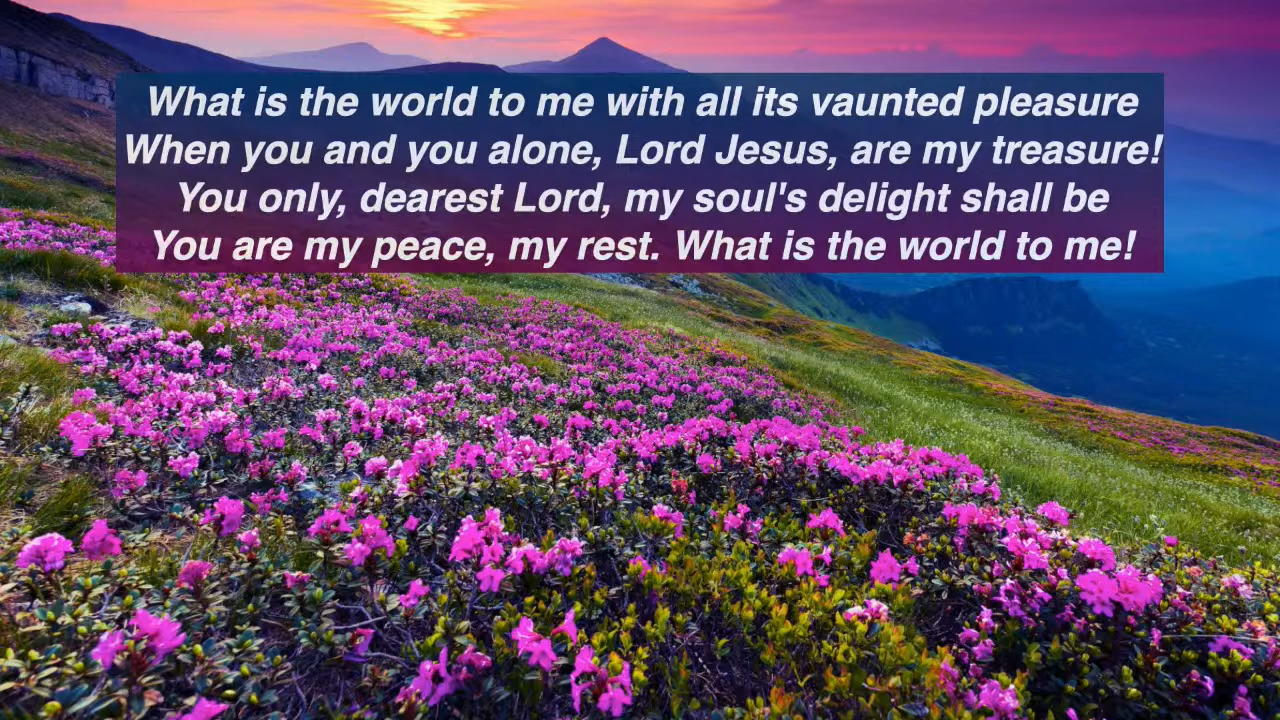 What is the world to me with all its vaunted pleasure
When you and you alone, Lord Jesus, are my treasure!
You only, dearest Lord, my soul's delight shall be
You are my peace, my rest. What is the world to me!